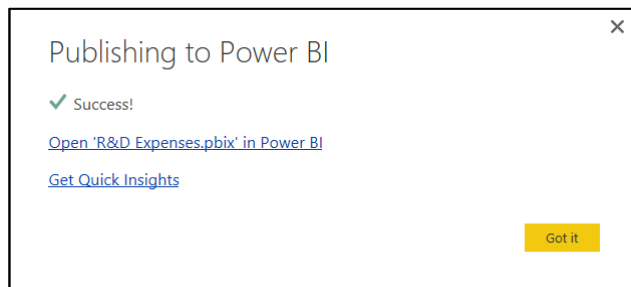 Publishing to Power BI
Success!
Open 'R&D Expenses.pbix' in Power BI
Get Quick Insights
Got it